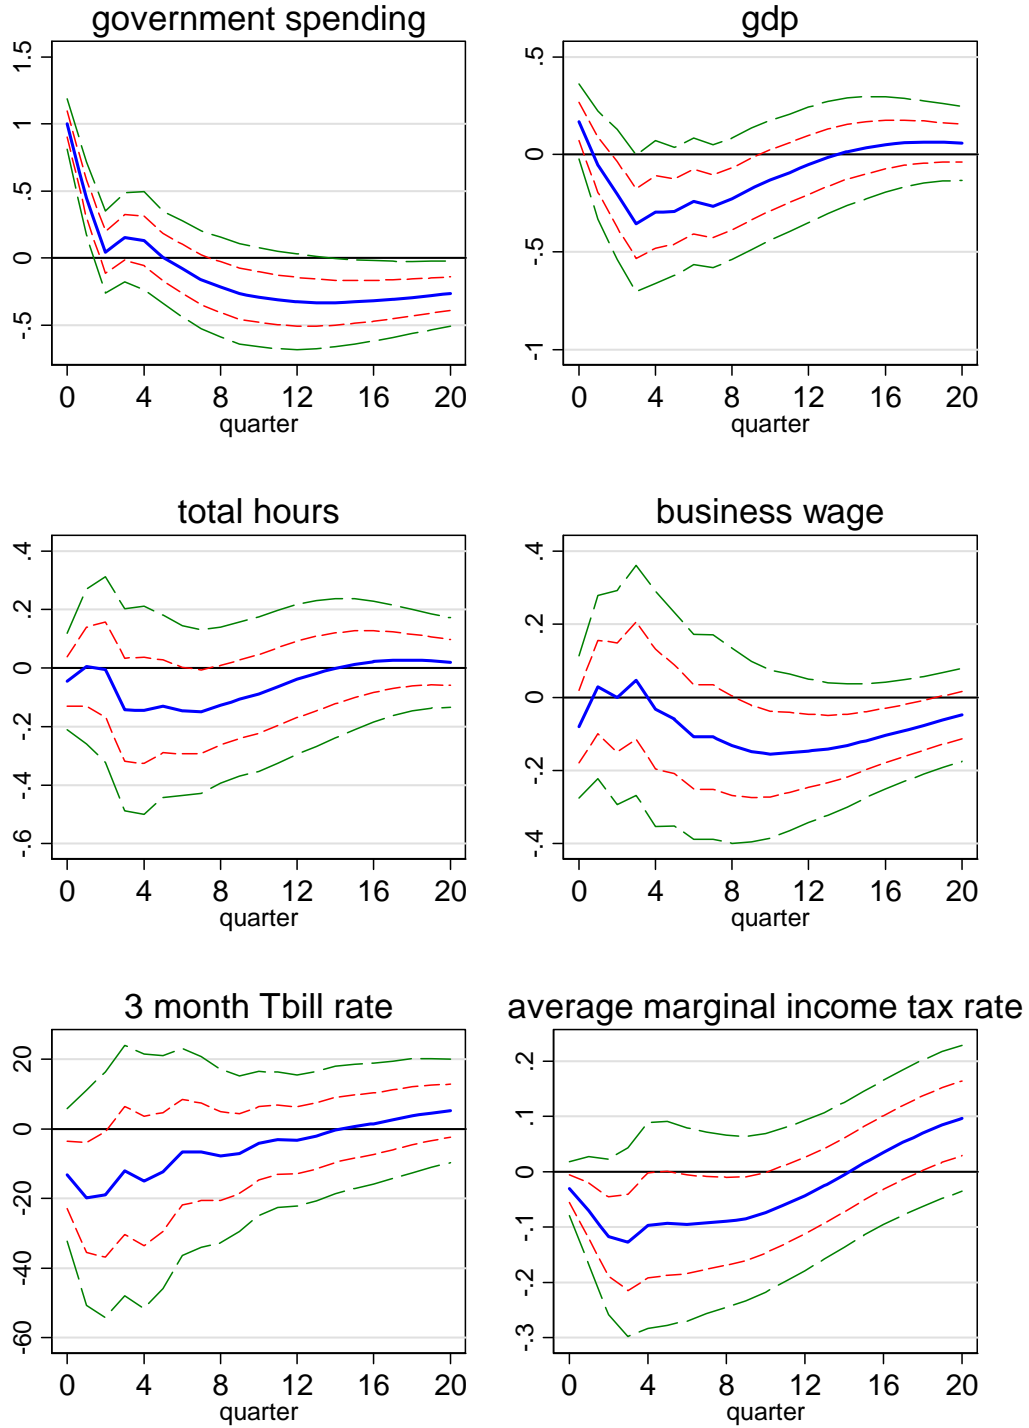 government spending
1.5
1
.5
0
-.5
0 4 8 12 16 20
quarter
gdp
.5
0
-.5
-1
0 4 8 12 16 20
quarter
total hours
.4
.2
0
-.2
-.4
-.6
0 4 8 12 16 20
quarter
business wage
.4
.2
0
-.2
-.4
0 4 8 12 16 20
quarter
3 month Tbill rate
20
0
-20
-40
-60
0 4 8 12 16 20
quarter
average marginal income tax rate
.2
.1
0
-.1
-.2
-.3
0 4 8 12 16 20
quarter